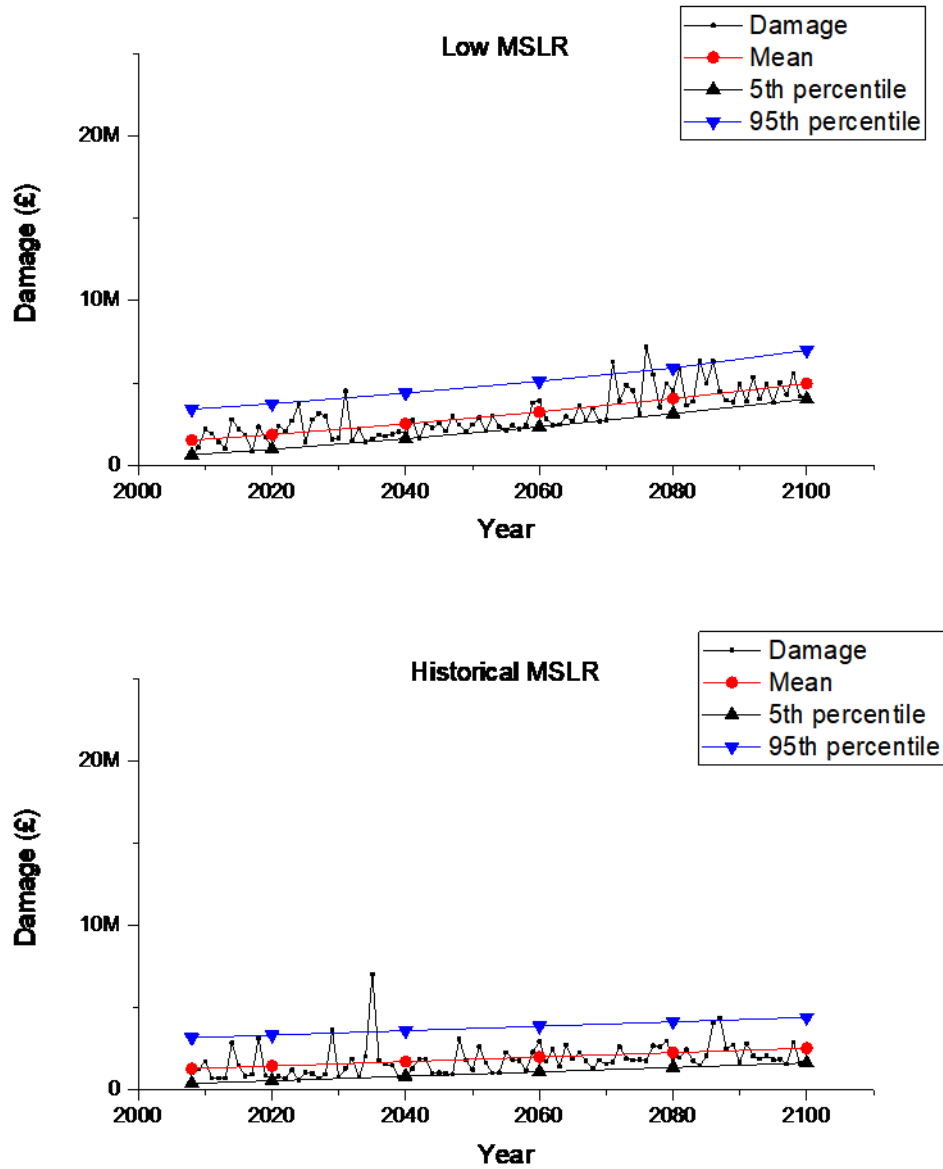 Low MSLR
Damage
Mean
5th percentile
95th percentile
Damage (£)
20M
10M
0
2000 2020 2040 2060 2080 2100
Year
Historical MSLR
Damage
Mean
5th percentile
95th percentile
Damage (£)
20M
10M
0
2000 2020 2040 2060 2080 2100
Year